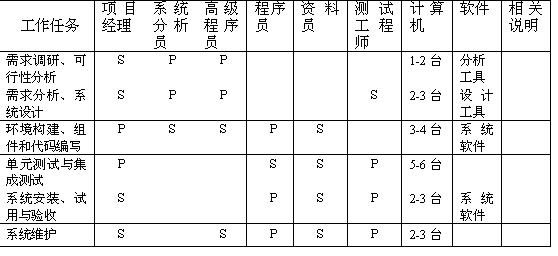 工作任务 项目经理 系统分析员 高级程序员 程序员 资料员 测试工程师 计算机 软件 相关说明
需求调研、可行性分析 S P P 1-2 台 分析工具
需求分析、系统设计 S P P S 2-3 台 设计工具
环境构建、组件和代码编写 P S S P S 3-4 台 系统软件
单元测试与集成测试 P S S P 5-6 台
系统安装、试用与验收 S P S P 2-3 台 系统软件
系统维护 S S P S P 2-3 台